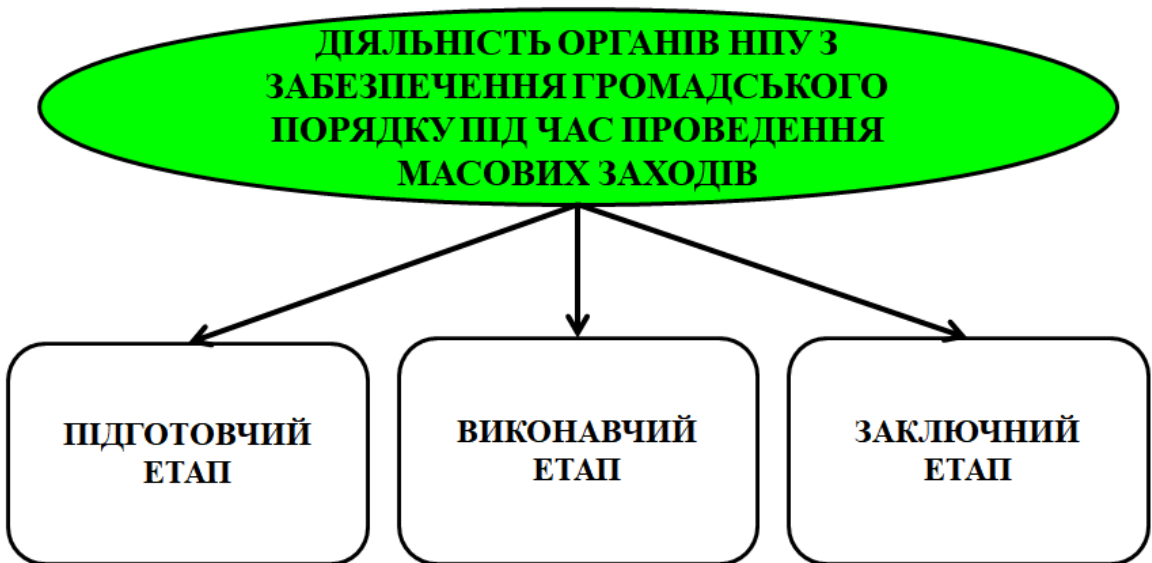 ДІЯЛЬНІСТЬ ОРГАНІВ НПУ З
ЗАБЕЗПЕЧЕННЯ ГРОМАДСЬКОГО
ПОРЯДКУ ПІД ЧАС ПРОВЕДЕННЯ
МАСОВИХ ЗАХОДІВ
ПІДГОТОВЧИЙ
ЕТАП
ВИКОНАВЧИЙ
ЕТАП
ЗАКЛЮЧНИЙ
ЕТАП